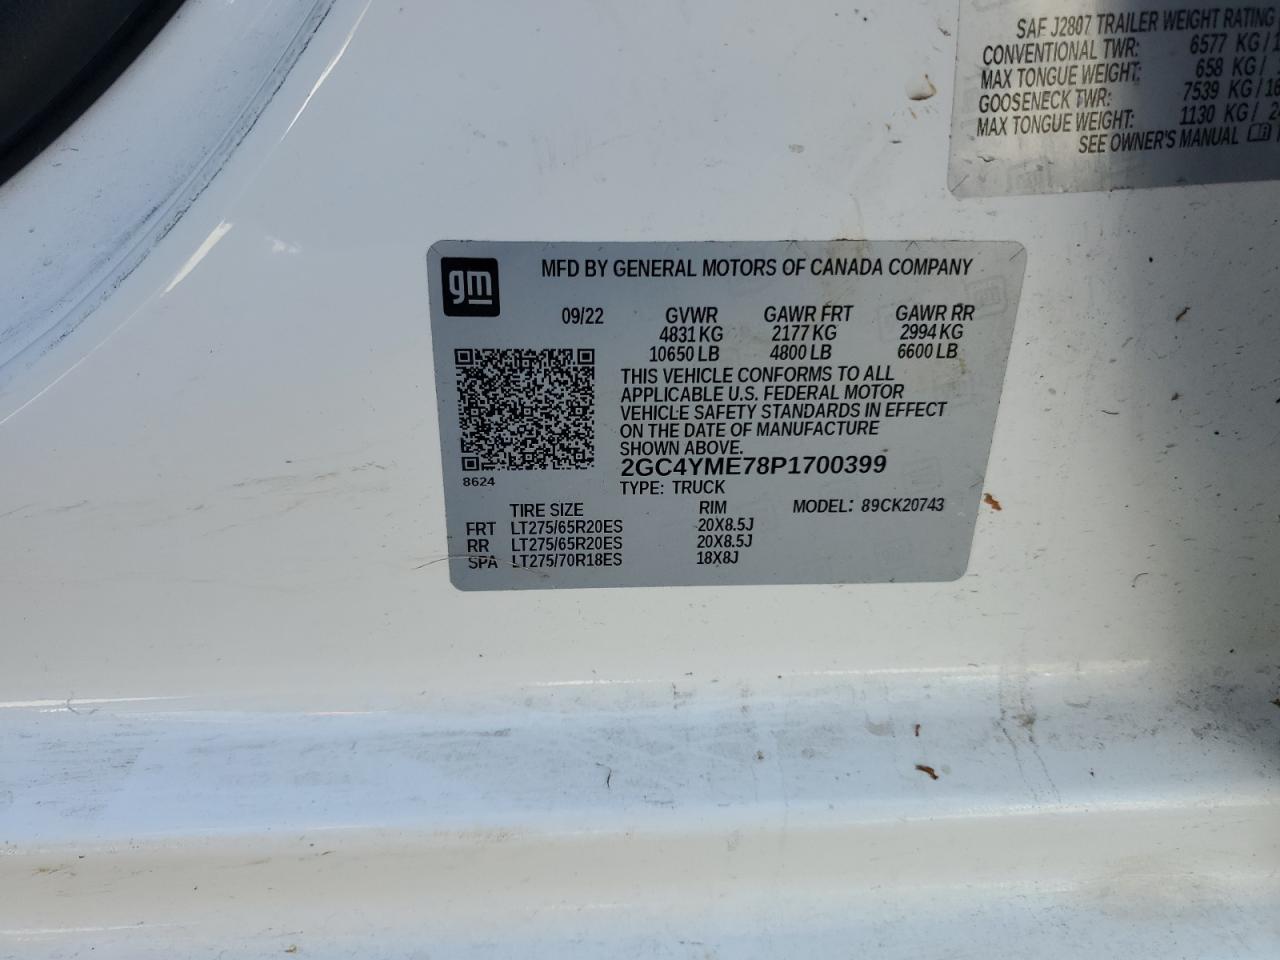 SAE J2807 TRAILER WEIGHT RATING
CONVENTIONAL TWR: 6577 KG/
MAX TONGUE WEIGHT: 658 KG/
GOOSENECK TWR: 7539 KG/
MAX TONGUE WEIGHT: 1130 KG/
SEE OWNER'S MANUAL
gm
MFD BY GENERAL MOTORS OF CANADA COMPANY
09/22 GVWR GAWR FRT GAWR RR
4831 KG 2177 KG 2994 KG
10650 LB 4800 LB 6600 LB
THIS VEHICLE CONFORMS TO ALL
APPLICABLE U.S. FEDERAL MOTOR
VEHICLE SAFETY STANDARDS IN EFFECT
ON THE DATE OF MANUFACTURE
SHOWN ABOVE.
2GC4YME78P1700399
8624
TYPE: TRUCK
TIRE SIZE RIM MODEL: 89CK20743
FRT LT275/65R20ES 20X8.5J
RR LT275/65R20ES 20X8.5J
SPA LT275/70R18ES 18X8J